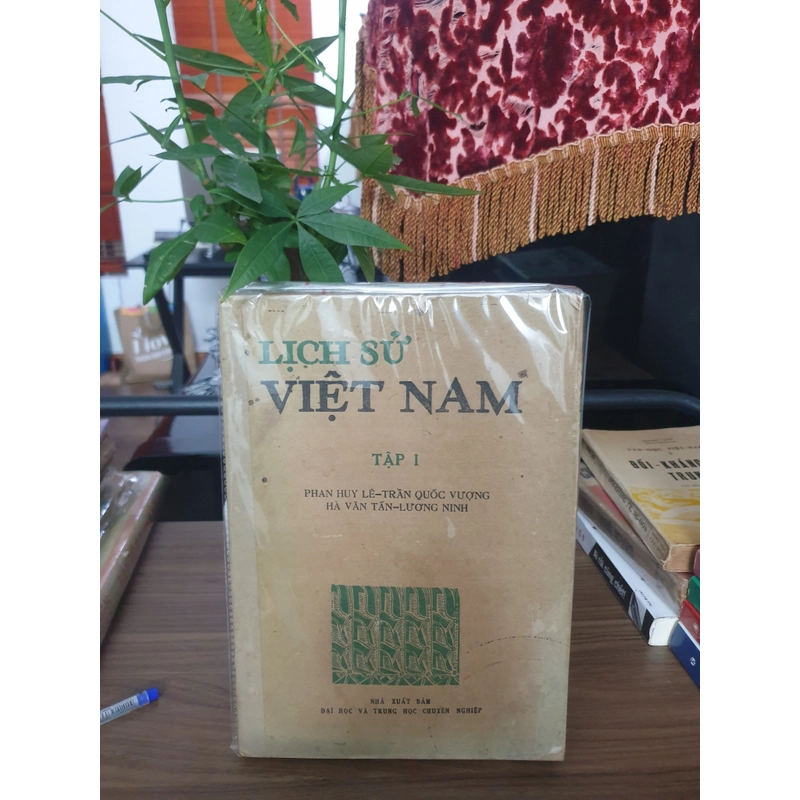 LỊCH SỬ
VIỆT NAM
TẬP I
PHAN HUY LÊ-TRẦN QUỐC VƯỢNG
HÀ VĂN TẤN-LƯƠNG NINH
NHÀ XUẤT BẢN
ĐẠI HỌC VÀ TRUNG HỌC CHUYÊN NGHIỆP